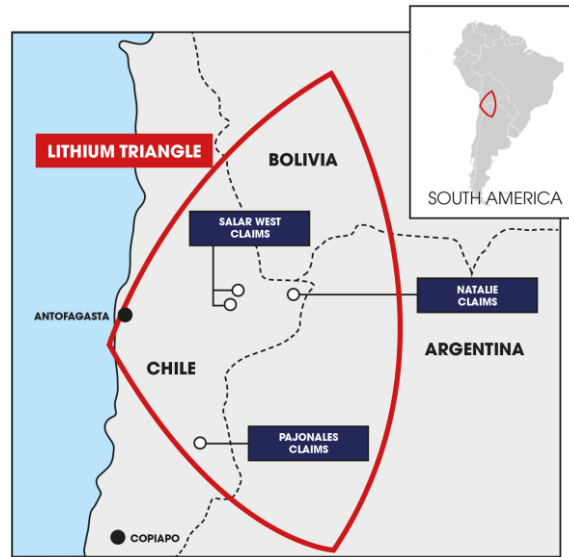 LITHIUM TRIANGLE
BOLIVIA
SOUTH AMERICA
SALAR WEST
CLAIMS
NATALIE
CLAIMS
ANTOFAGASTA
ARGENTINA
CHILE
PAJONALES
CLAIMS
COPIAPO